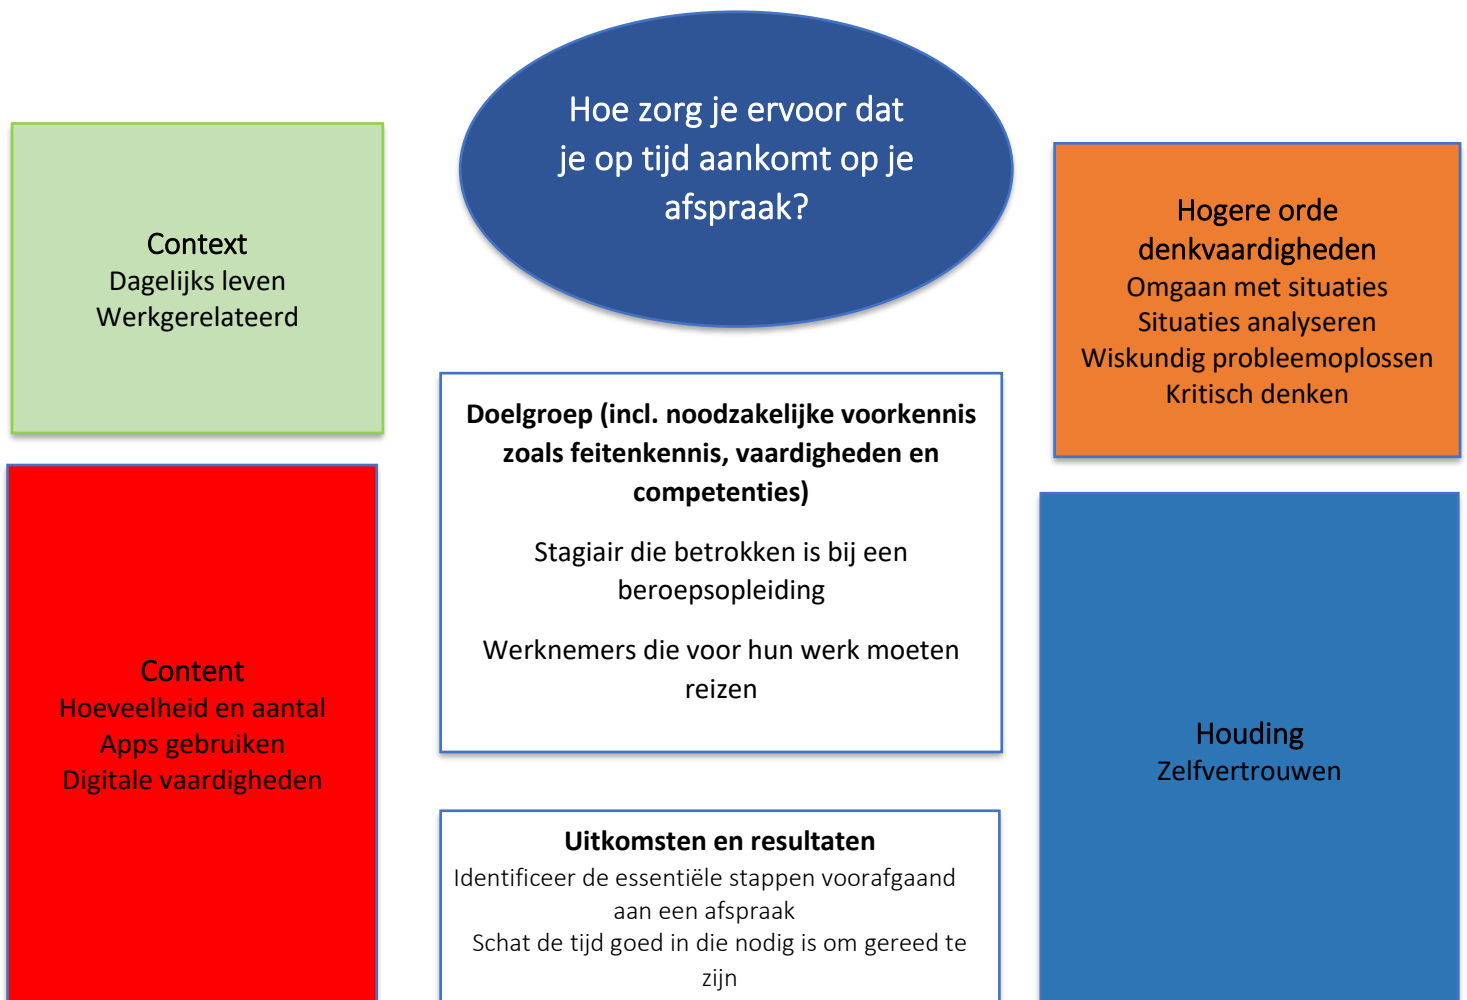 Hoe zorg je ervoor dat
je op tijd aankomt op je
afspraak?
Context
Dagelijks leven
Werkgerelateerd
Hogere orde
denkvaardigheden
Omgaan met situaties
Situaties analyseren
Wiskundig probleemoplossen
Kritisch denken
Doelgroep (incl. noodzakelijke voorkennis
zoals feitenkennis, vaardigheden en
competenties)
Stagiair die betrokken is bij een
beroepsopleiding
Werknemers die voor hun werk moeten
reizen
Content
Hoeveelheid en aantal
Apps gebruiken
Digitale vaardigheden
Houding
Zelfvertrouwen
Uitkomsten en resultaten
Identificeer de essentiële stappen voorafgaand
aan een afspraak
Schat de tijd goed in die nodig is om gereed te
zijn